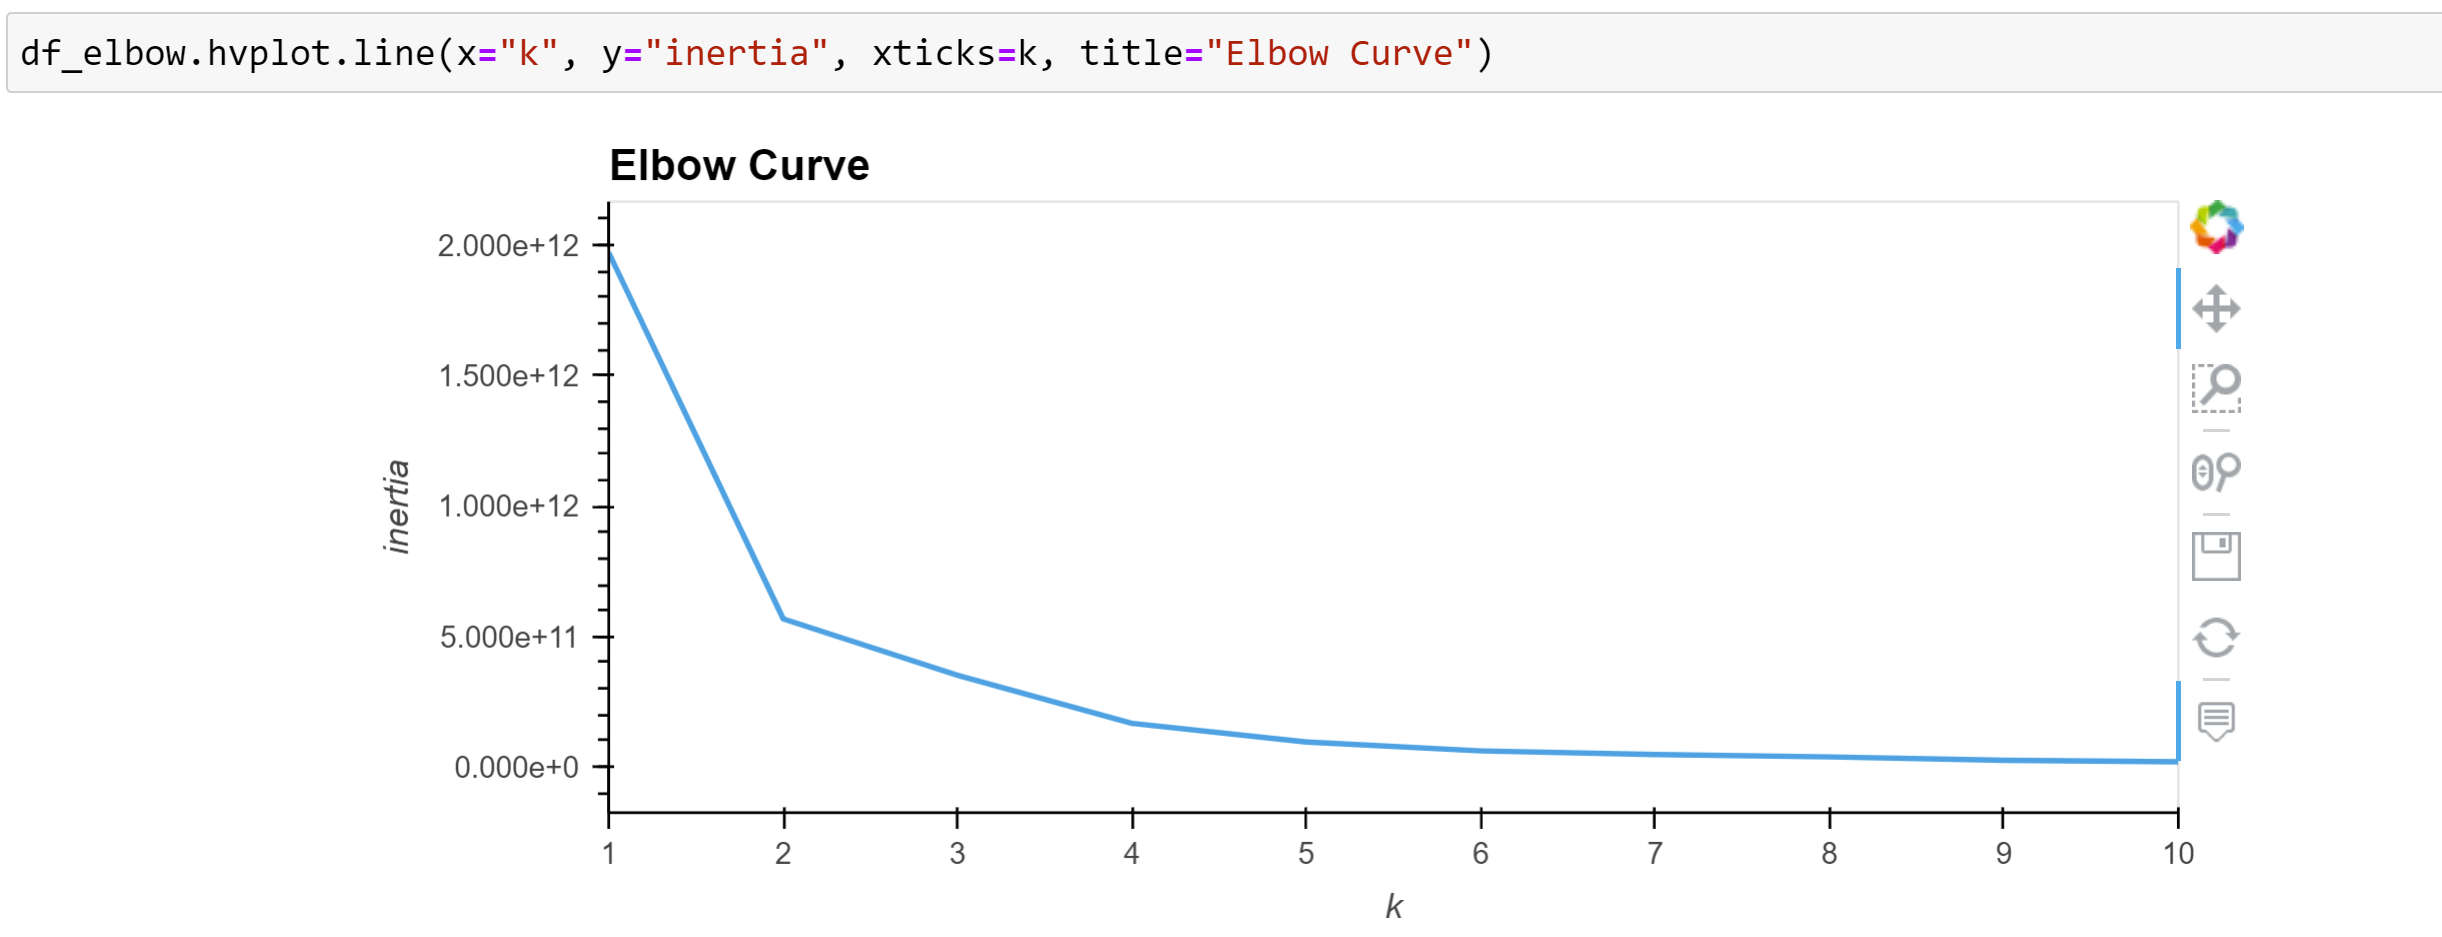 df_elbow.hvplot.line(x="k", y="inertia", xticks=k, title="Elbow Curve")
Elbow Curve
2.000e+12
1.500e+12
1.000e+12
5.000e+11
0.000e+0
inertia
1 2 3 4 5 6 7 8 9 10
k